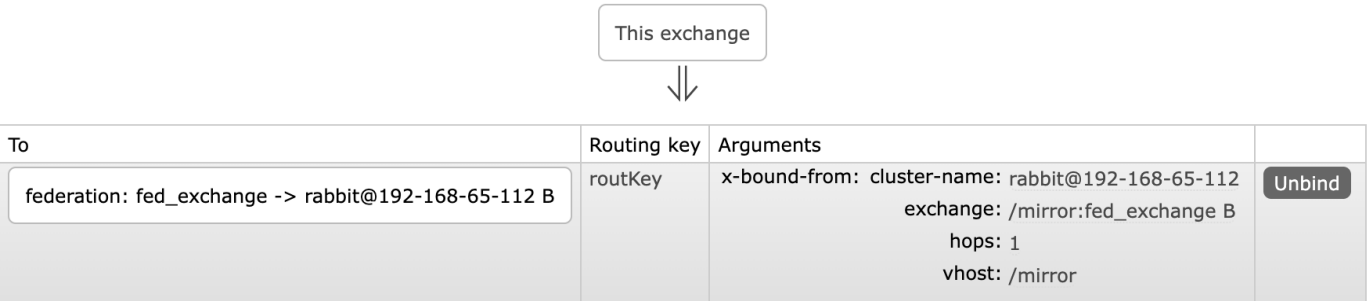 This exchange
To Routing key Arguments
federation: fed_exchange -> rabbit@192-168-65-112 B routKey x-bound-from: cluster-name: rabbit@192-168-65-112 Unbind
exchange: /mirror:fed_exchange B
hops: 1
vhost: /mirror